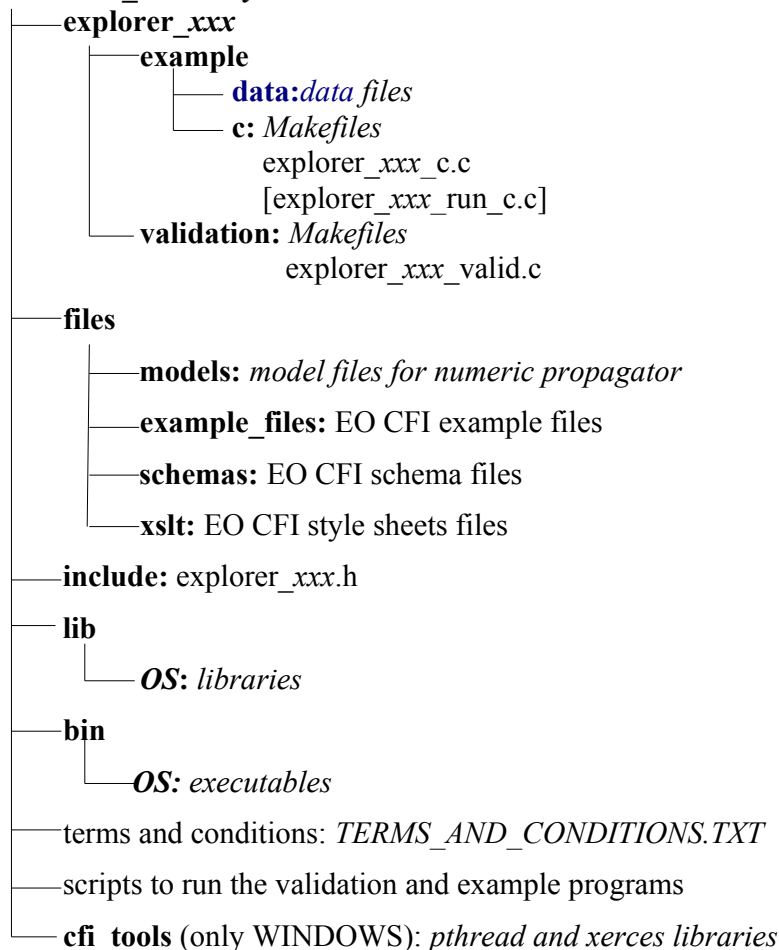 explorer_xxx
example
data:data files
c: Makefiles
explorer_xxx_c.c
[explorer_xxx_run_c.c]
validation: Makefiles
explorer_xxx_valid.c
files
models: model files for numeric propagator
example_files: EO CFI example files
schemas: EO CFI schema files
xslt: EO CFI style sheets files
include: explorer_xxx.h
lib
OS: libraries
bin
OS: executables
terms and conditions: TERMS_AND_CONDITIONS.TXT
scripts to run the validation and example programs
cfi_tools (only WINDOWS): pthread and xerces libraries